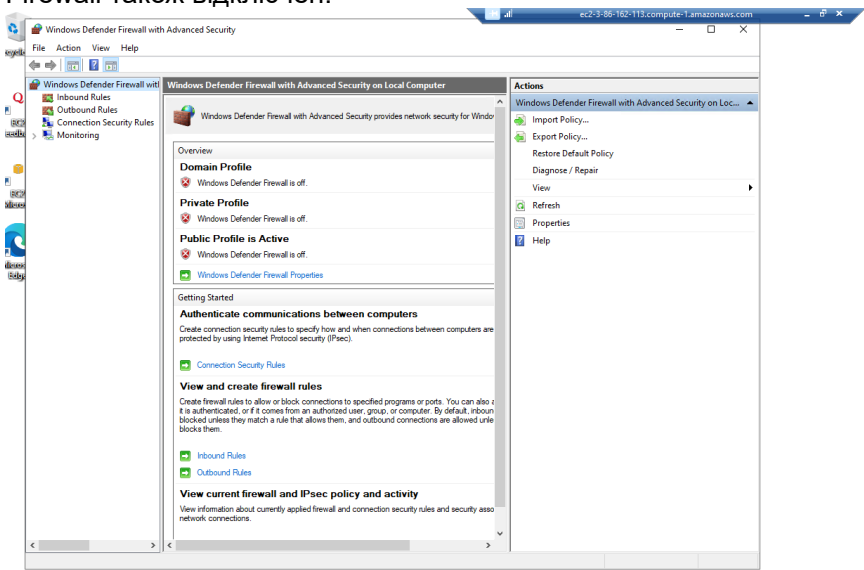 Firewall також відключен.
ec2-3-86-162-113.compute-1.amazonaws.com
Windows Defender Firewall with Advanced Security
File Action View Help
Windows Defender Firewall with
Inbound Rules
Outbound Rules
Connection Security Rules
Monitoring
Windows Defender Firewall with Advanced Security on Local Computer
Windows Defender Firewall with Advanced Security provides network security for Window
Overview
Domain Profile
Windows Defender Firewall is off.
Private Profile
Windows Defender Firewall is off.
Public Profile is Active
Windows Defender Firewall is off.
Windows Defender Firewall Properties
Getting Started
Authenticate communications between computers
Create connection security rules to specify how and when connections between computers are
protected by using Internet Protocol security (IPsec).
Connection Security Rules
View and create firewall rules
Create firewall rules to allow or block connections to specified programs or ports. You can also a
it is authenticated, or if it comes from an authorized user, group, or computer. By default, inboun
blocked unless they match a rule that allows them, and outbound connections are allowed unle
blocks them.
Inbound Rules
Outbound Rules
View current firewall and IPsec policy and activity
View information about currently applied firewall and connection security rules and security asso
network connections.
Actions
Windows Defender Firewall with Advanced Security on Loc...
Import Policy...
Export Policy...
Restore Default Policy
Diagnose / Repair
View
Refresh
Properties
Help